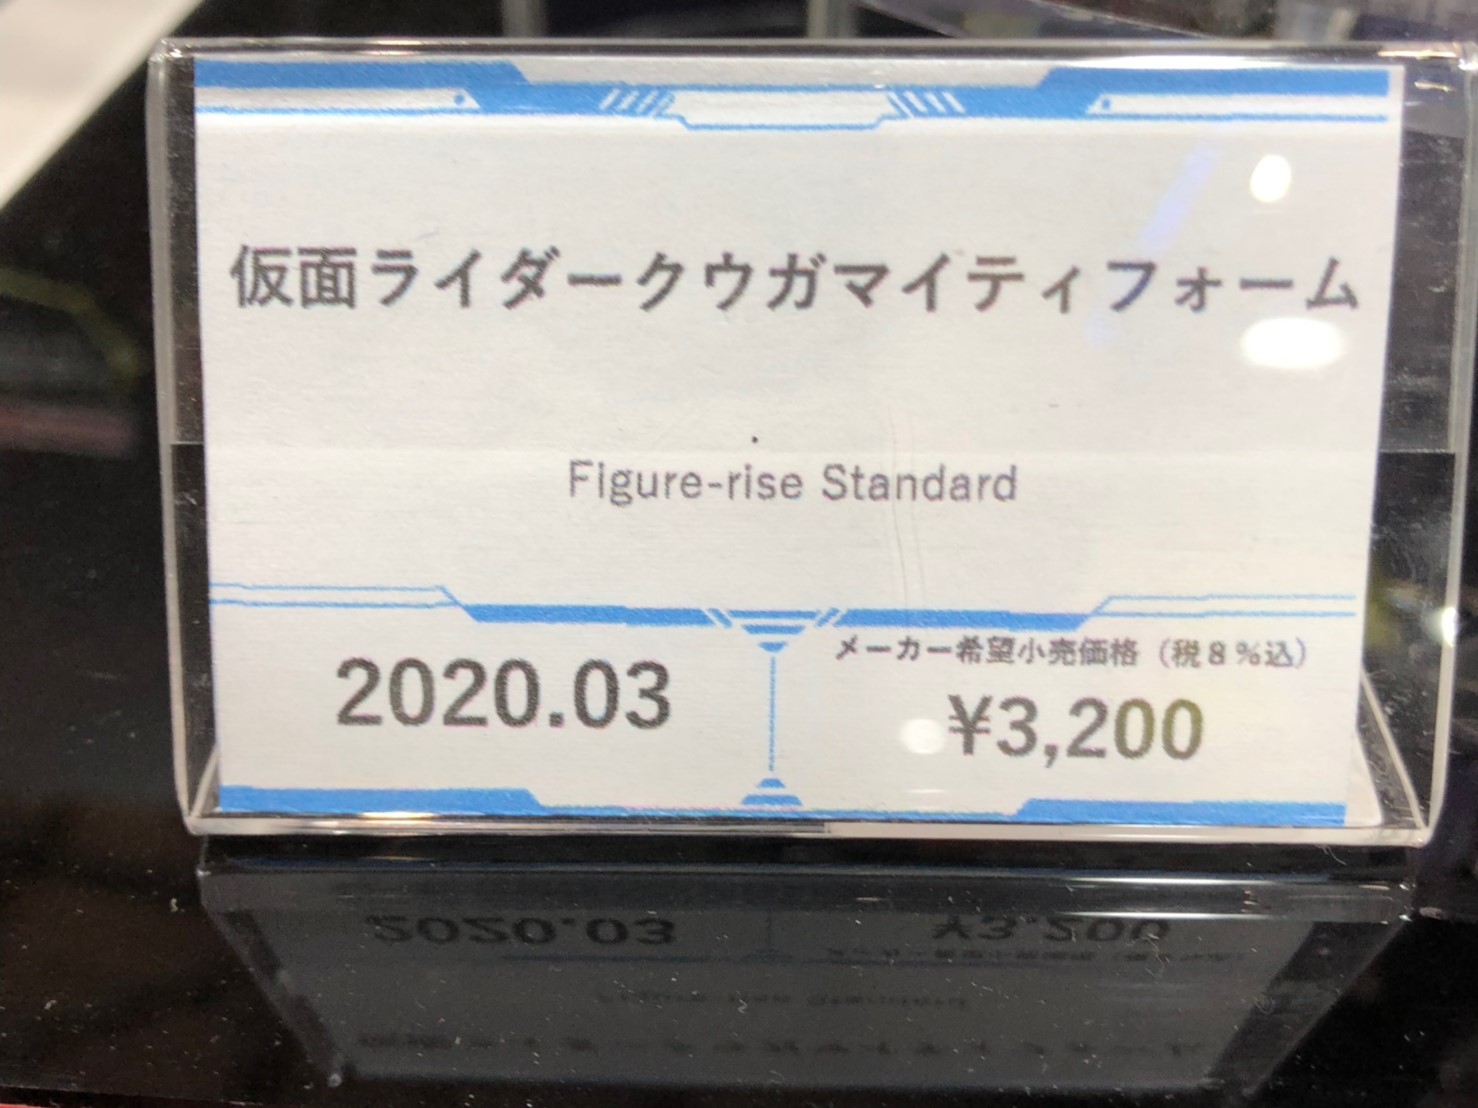 仮面ライダークウガマイティフォーム
Figure-rise Standard
2020.03
メーカー希望小売価格（税８％込）
¥3,200